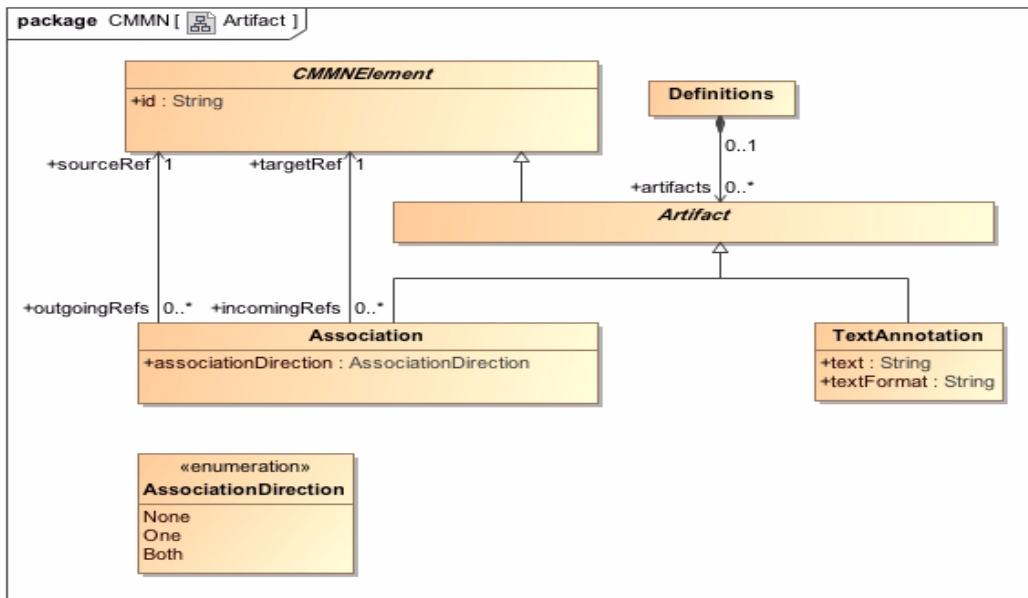 package CMMN [ Artifact ]
CMMNElement
+id : String
Definitions
0..1
+sourceRef 1
+targetRef 1
+artifacts 0..*
Artifact
+outgoingRefs 0..*
+incomingRefs 0..*
Association
+associationDirection : AssociationDirection
TextAnnotation
+text : String
+textFormat : String
«enumeration»
AssociationDirection
None
One
Both